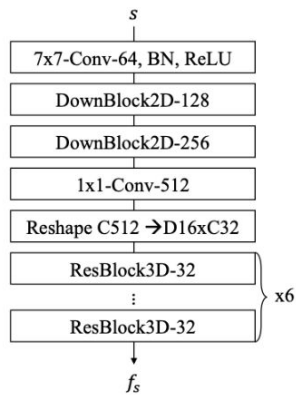 s
7x7-Conv-64, BN, ReLU
DownBlock2D-128
DownBlock2D-256
1x1-Conv-512
Reshape C512 →D16xC32
ResBlock3D-32
⋮
x6
ResBlock3D-32
fₛ